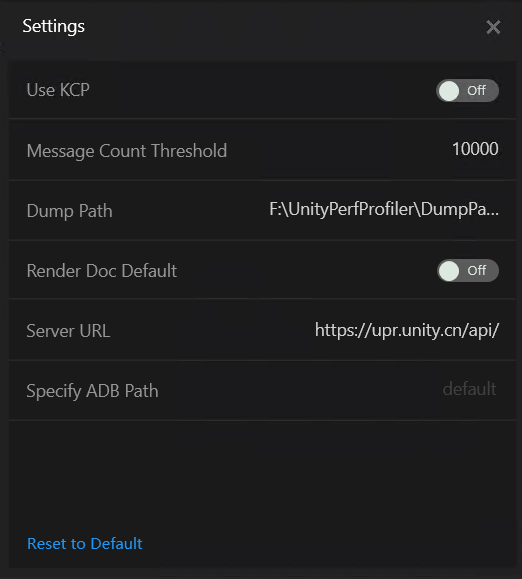 Settings
Use KCP Off
Message Count Threshold 10000
Dump Path F:\UnityPerfProfiler\DumpPa...
Render Doc Default Off
Server URL https://upr.unity.cn/api/
Specify ADB Path default
Reset to Default